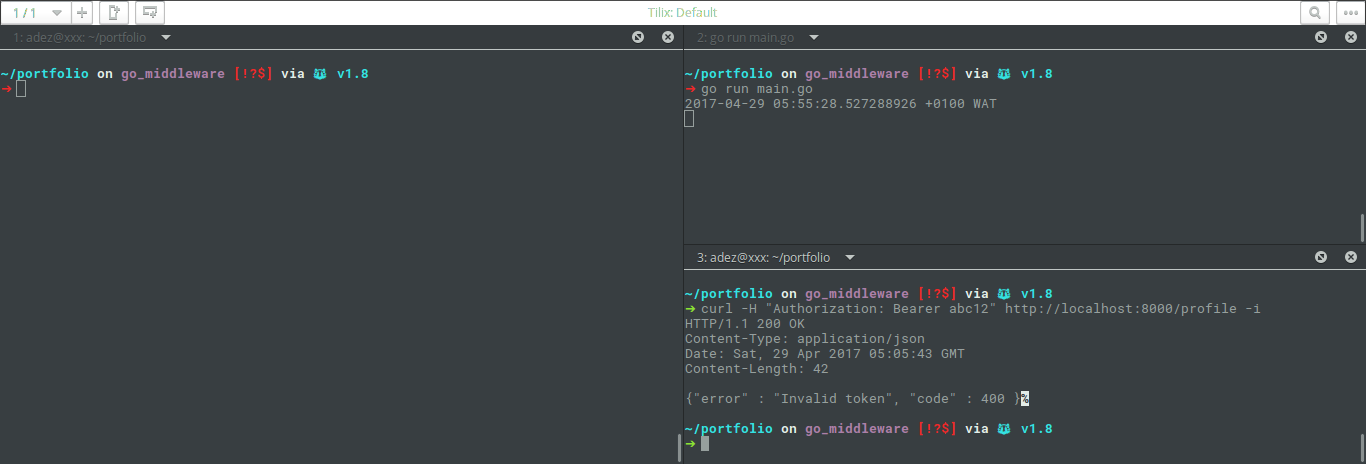 1 / 1
Tilix: Default
1: adez@xxx: ~/portfolio
~/portfolio on go_middleware [!?$] via v1.8
➜
2: go run main.go
~/portfolio on go_middleware [!?$] via v1.8
➜ go run main.go
2017-04-29 05:55:28.527288926 +0100 WAT
3: adez@xxx: ~/portfolio
~/portfolio on go_middleware [!?$] via v1.8
➜ curl -H "Authorization: Bearer abc12" http://localhost:8000/profile -i
HTTP/1.1 200 OK
Content-Type: application/json
Date: Sat, 29 Apr 2017 05:05:43 GMT
Content-Length: 42
{"error" : "Invalid token", "code" : 400 }%
~/portfolio on go_middleware [!?$] via v1.8
➜